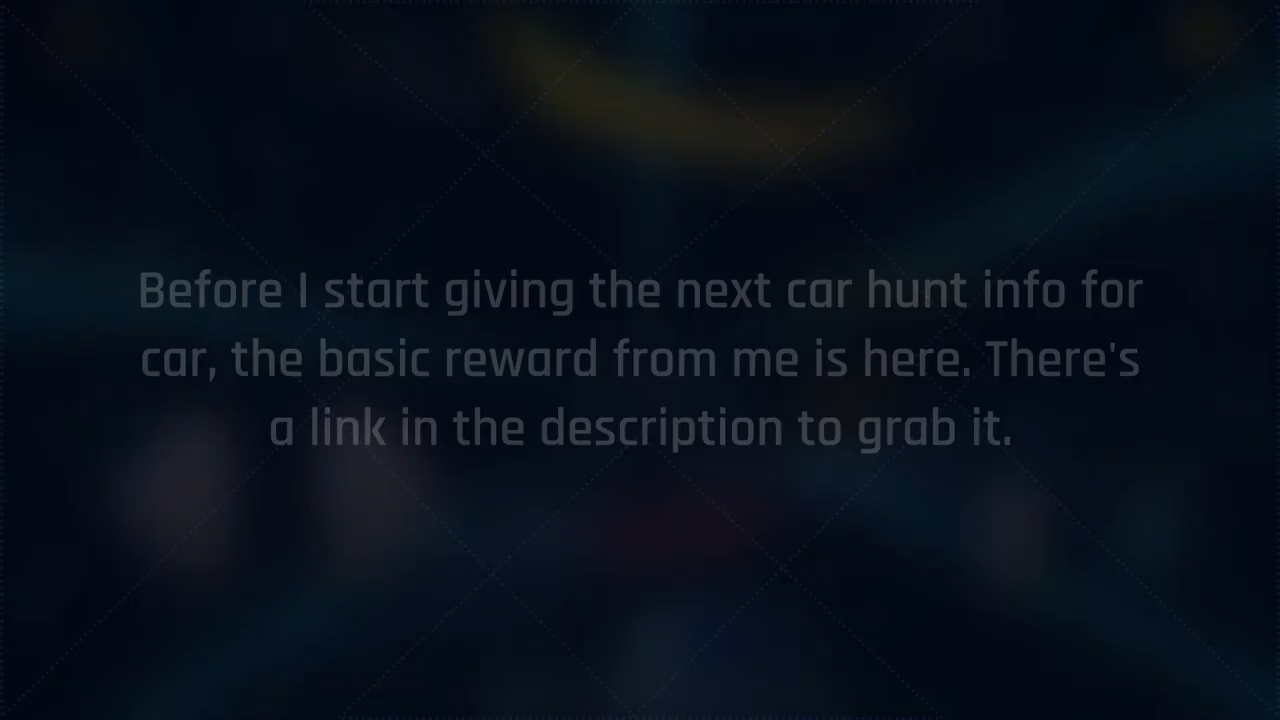 Before I start giving the next car hunt info for
car, the basic reward from me is here. There's
a link in the description to grab it.